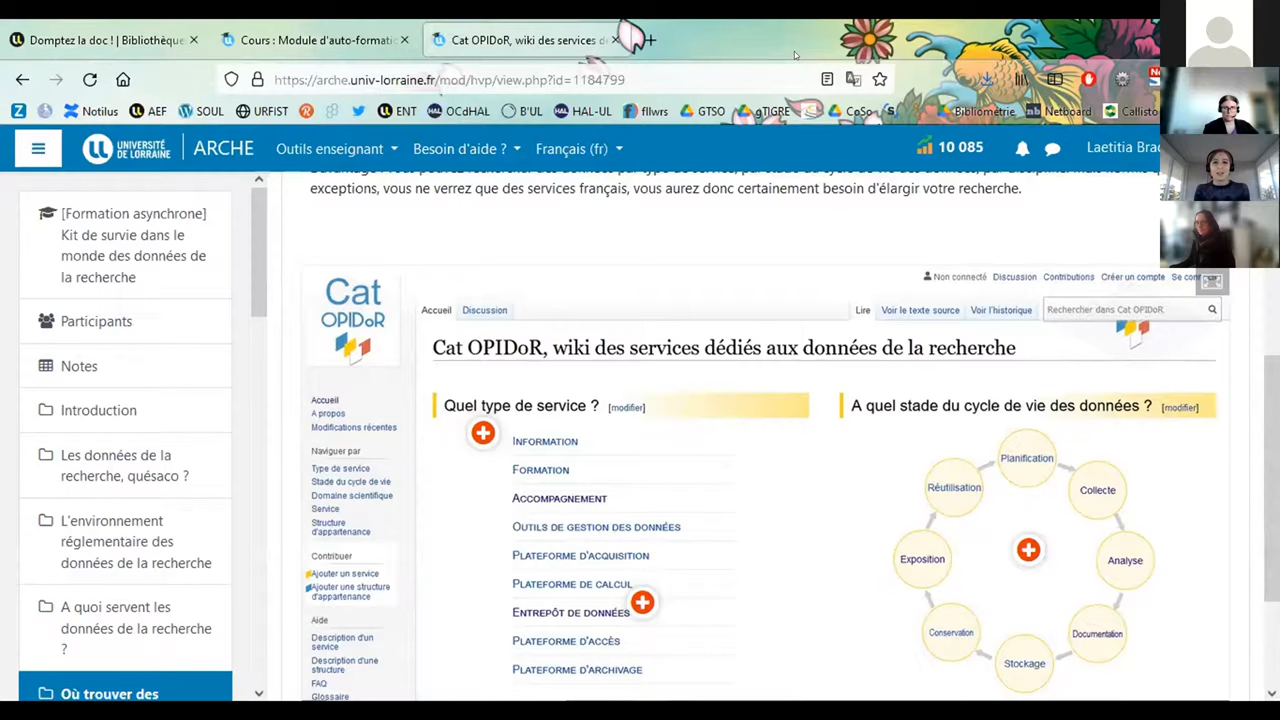 Domptez la doc ! | Bibliothèque
Cours : Module d'auto-formati
Cat OPIDoR, wiki des services de
https://arche.univ-lorraine.fr/mod/hvp/view.php?id=1184799
Notilus
AEF
SOUL
URFIST
ENT
OCdHAL
B'UL
HAL-UL
fllwrs
GTSO
gTIGRE
CoSo
Bibliométrie
Netboard
Callisto
UNIVERSITÉ
DE LORRAINE
ARCHE
Outils enseignant
Besoin d'aide ?
Français (fr)
10 085
Laetitia Brac
exceptions, vous ne verrez que des services français, vous aurez donc certainement besoin d'élargir votre recherche.
[Formation asynchrone]
Kit de survie dans le
monde des données de
la recherche
Participants
Notes
Introduction
Les données de la
recherche, quésaco ?
L'environnement
réglementaire des
données de la recherche
A quoi servent les
données de la recherche
?
Où trouver des
Cat
OPIDoR
Accueil
A propos
Modifications récentes
Naviguer par
Type de service
Stade du cycle de vie
Domaine scientifique
Service
Structure
d'appartenance
Contribuer
Ajouter un service
Ajouter une structure
d'appartenance
Aide
Description d'un
service
Description d'une
structure
FAQ
Glossaire
Non connecté Discussion Contributions Créer un compte Se con
Accueil Discussion
Lire Voir le texte source Voir l'historique
Rechercher dans Cat OPIDoR
Cat OPIDoR, wiki des services dédiés aux données de la recherche
Quel type de service ? [modifier]
INFORMATION
FORMATION
ACCOMPAGNEMENT
OUTILS DE GESTION DES DONNÉES
PLATEFORME D'ACQUISITION
PLATEFORME DE CALCUL
ENTREPÔT DE DONNÉES
PLATEFORME D'ACCÈS
PLATEFORME D'ARCHIVAGE
A quel stade du cycle de vie des données ? [modifier]
Planification
Collecte
Analyse
Documentation
Stockage
Conservation
Exposition
Réutilisation